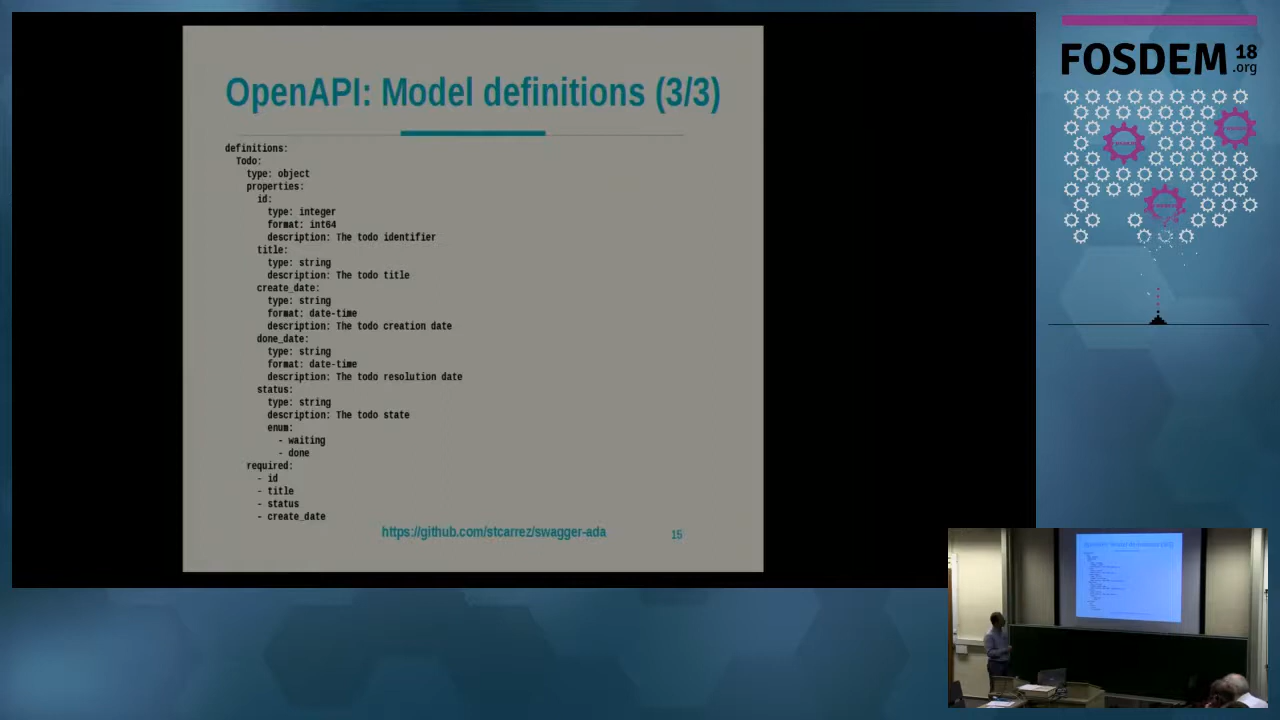 OpenAPI: Model definitions (3/3)
definitions:
Todo:
type: object
properties:
id:
type: integer
format: int64
description: The todo identifier
title:
type: string
description: The todo title
create_date:
type: string
format: date-time
description: The todo creation date
done_date:
type: string
format: date-time
description: The todo resolution date
status:
type: string
description: The todo state
enum:
- waiting
- done
required:
- id
- title
- status
- create_date
https://github.com/stcarrez/swagger-ada
15
FOSDEM 18
.org